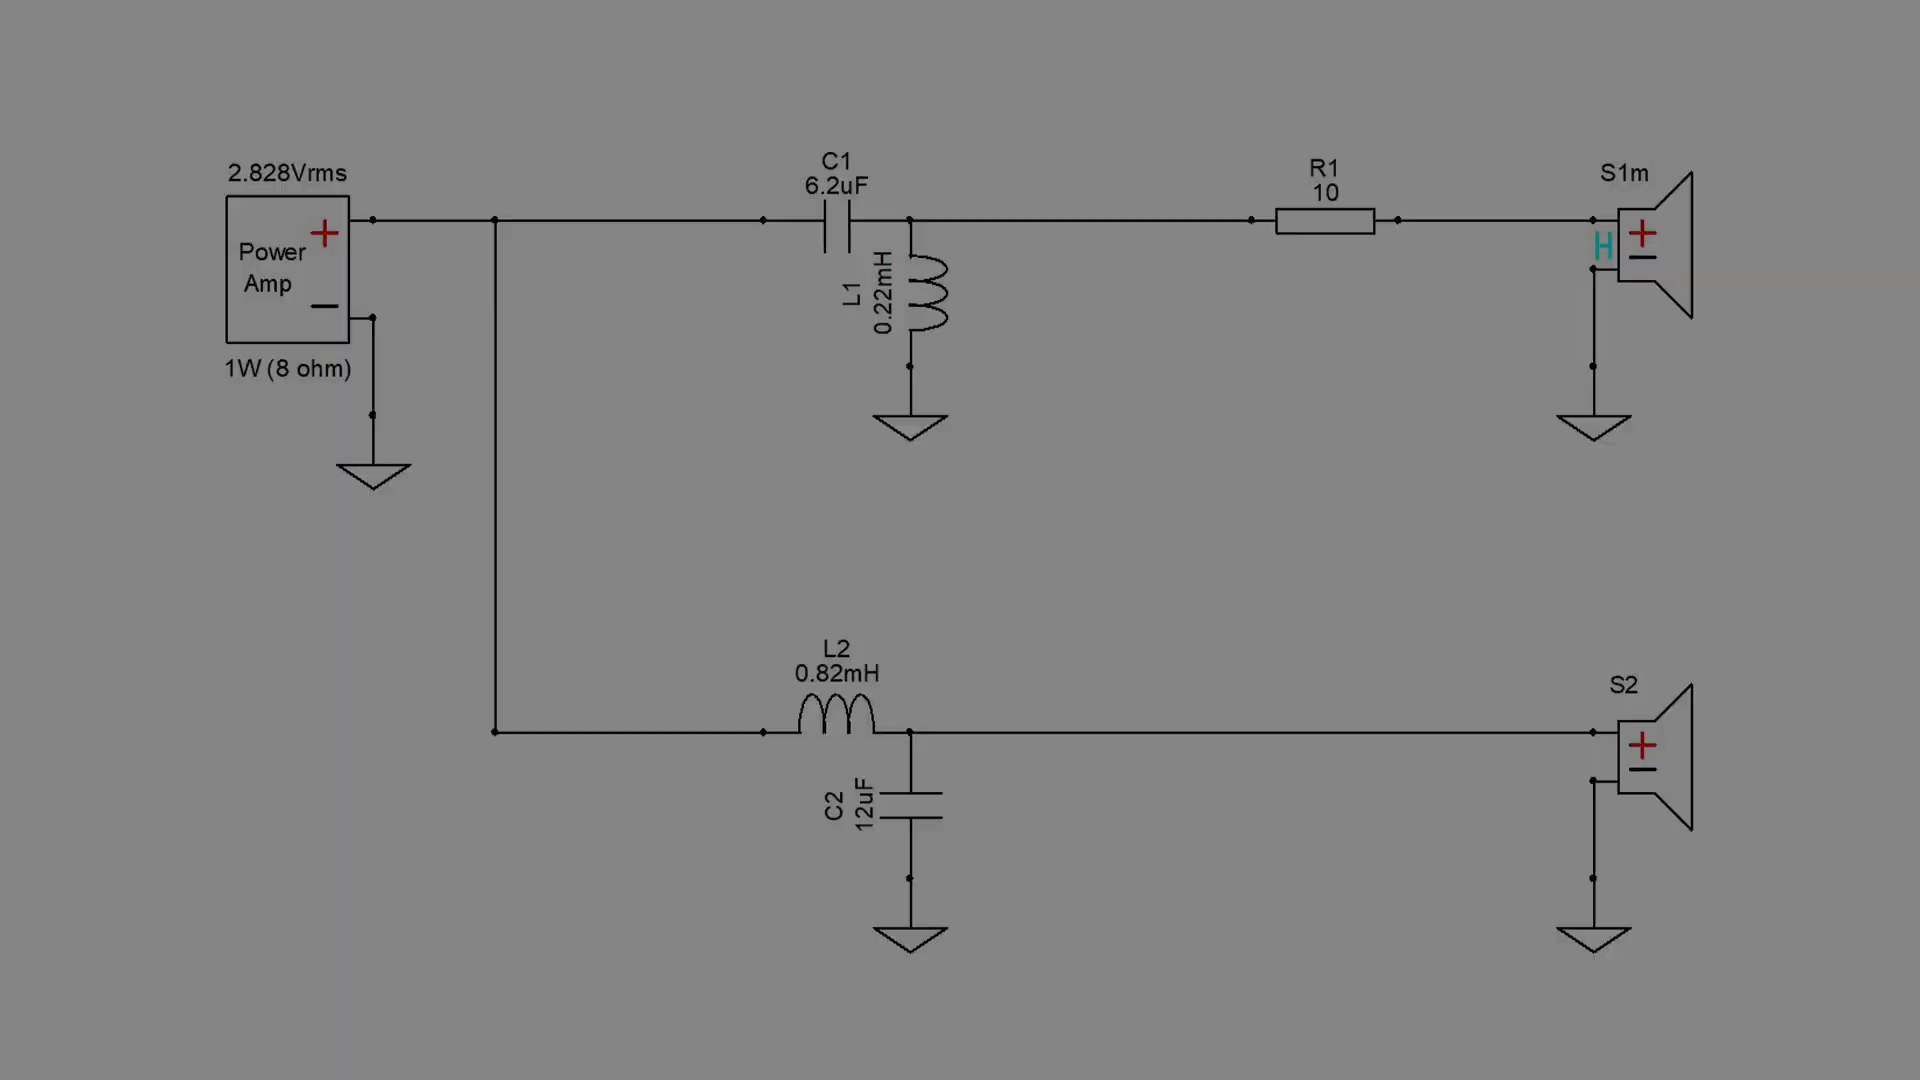 2.828Vrms
Power
Amp
1W (8 ohm)
C1
6.2uF
L1
0.22mH
R1
10
S1m
H
L2
0.82mH
C2
12uF
S2